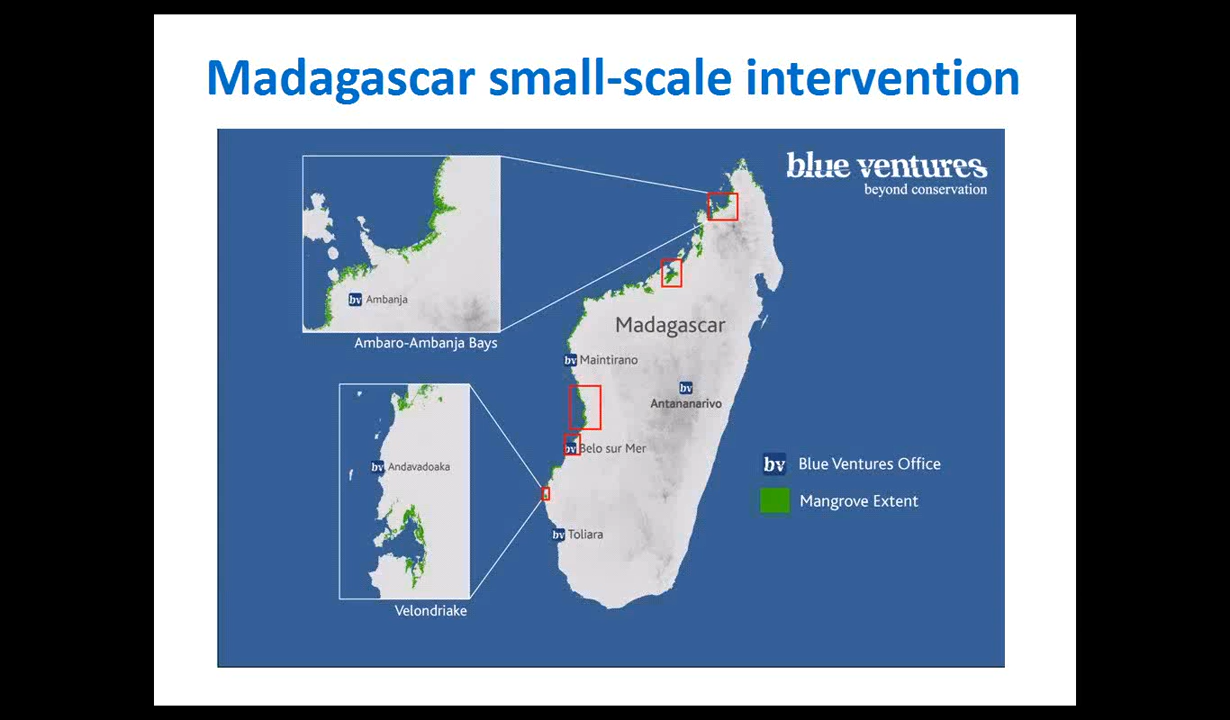 Madagascar small-scale intervention
blue ventures
beyond conservation
bv Ambanja
Ambaro-Ambanja Bays
Madagascar
bv Maintirano
bv
Antananarivo
bv Belo sur Mer
bv Andavadoaka
bv Blue Ventures Office
Mangrove Extent
bv Toliara
Velondriake